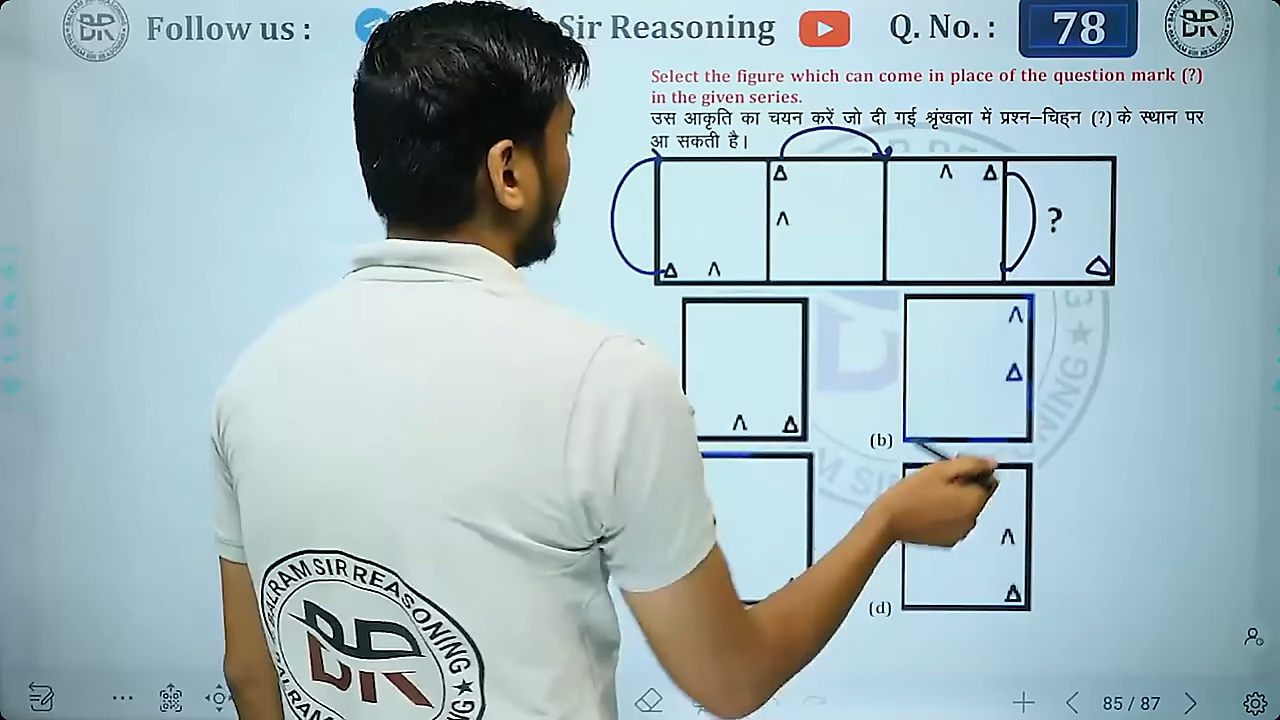 Follow us :
Sir Reasoning
Q. No. :
78
Select the figure which can come in place of the question mark (?)
in the given series.
उस आकृति का चयन करें जो दी गई श्रृंखला में प्रश्न–चिह्न (?) के स्थान पर
आ सकती है।
?
(b)
(d)
BALRAM SIR REASONING
85 / 87